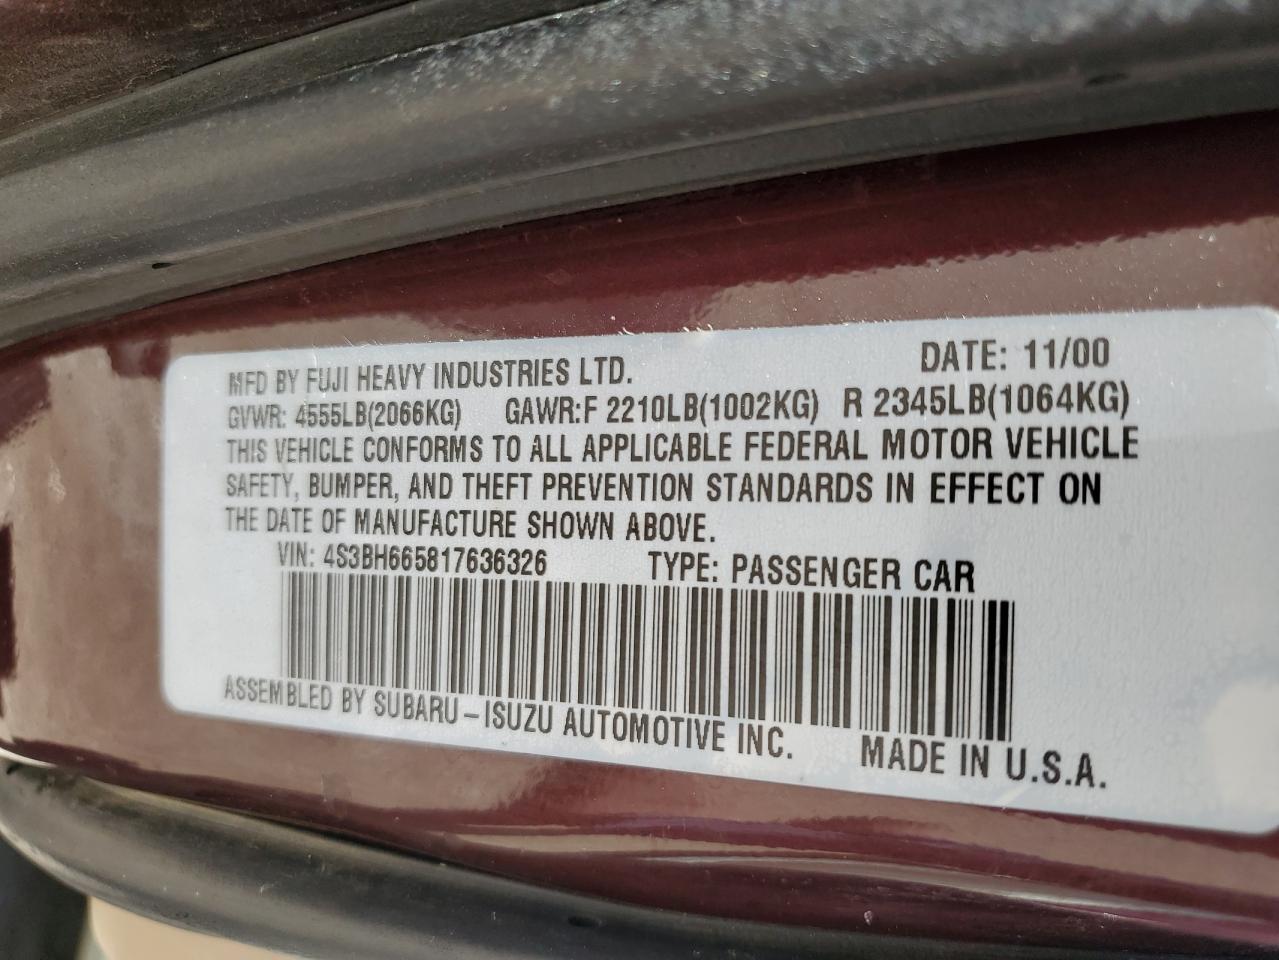 MFD BY FUJI HEAVY INDUSTRIES LTD. DATE: 11/00
GVWR: 4555LB(2066KG) GAWR:F 2210LB(1002KG) R 2345LB(1064KG)
THIS VEHICLE CONFORMS TO ALL APPLICABLE FEDERAL MOTOR VEHICLE
SAFETY, BUMPER, AND THEFT PREVENTION STANDARDS IN EFFECT ON
THE DATE OF MANUFACTURE SHOWN ABOVE.
VIN: 4S3BH665817636326 TYPE: PASSENGER CAR
ASSEMBLED BY SUBARU-ISUZU AUTOMOTIVE INC. MADE IN U.S.A.